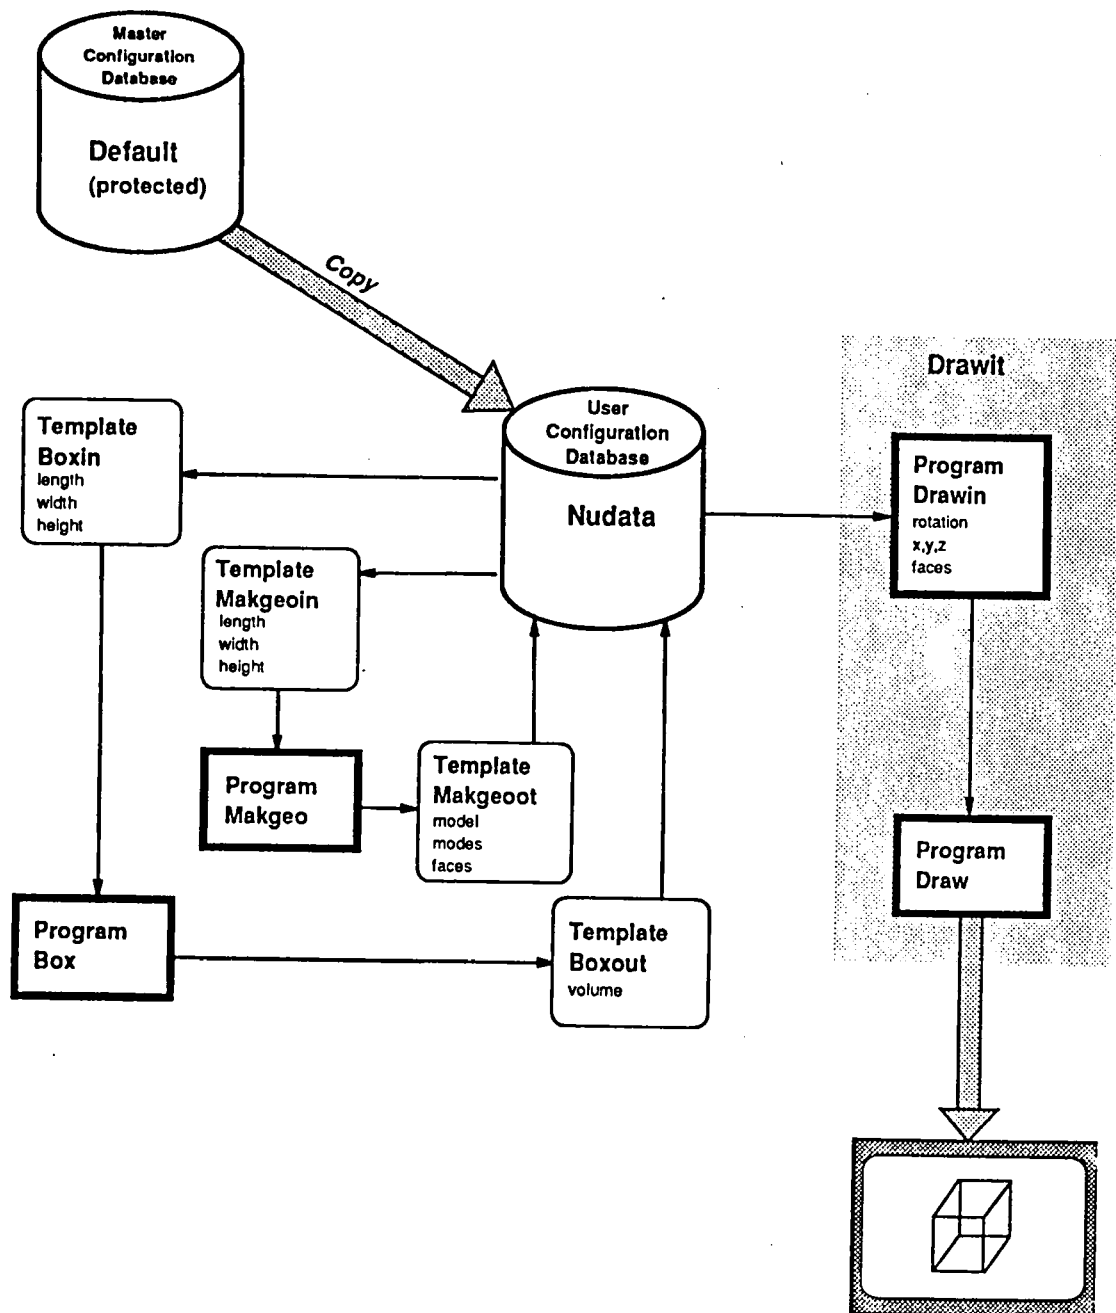 Master
Configuration
Database
Default
(protected)
Copy
User
Configuration
Database
Nudata
Template
Boxin
length
width
height
Template
Makgeoin
length
width
height
Program
Makgeo
Template
Makgeoot
model
modes
faces
Program
Box
Template
Boxout
volume
Drawit
Program
Drawin
rotation
x,y,z
faces
Program
Draw